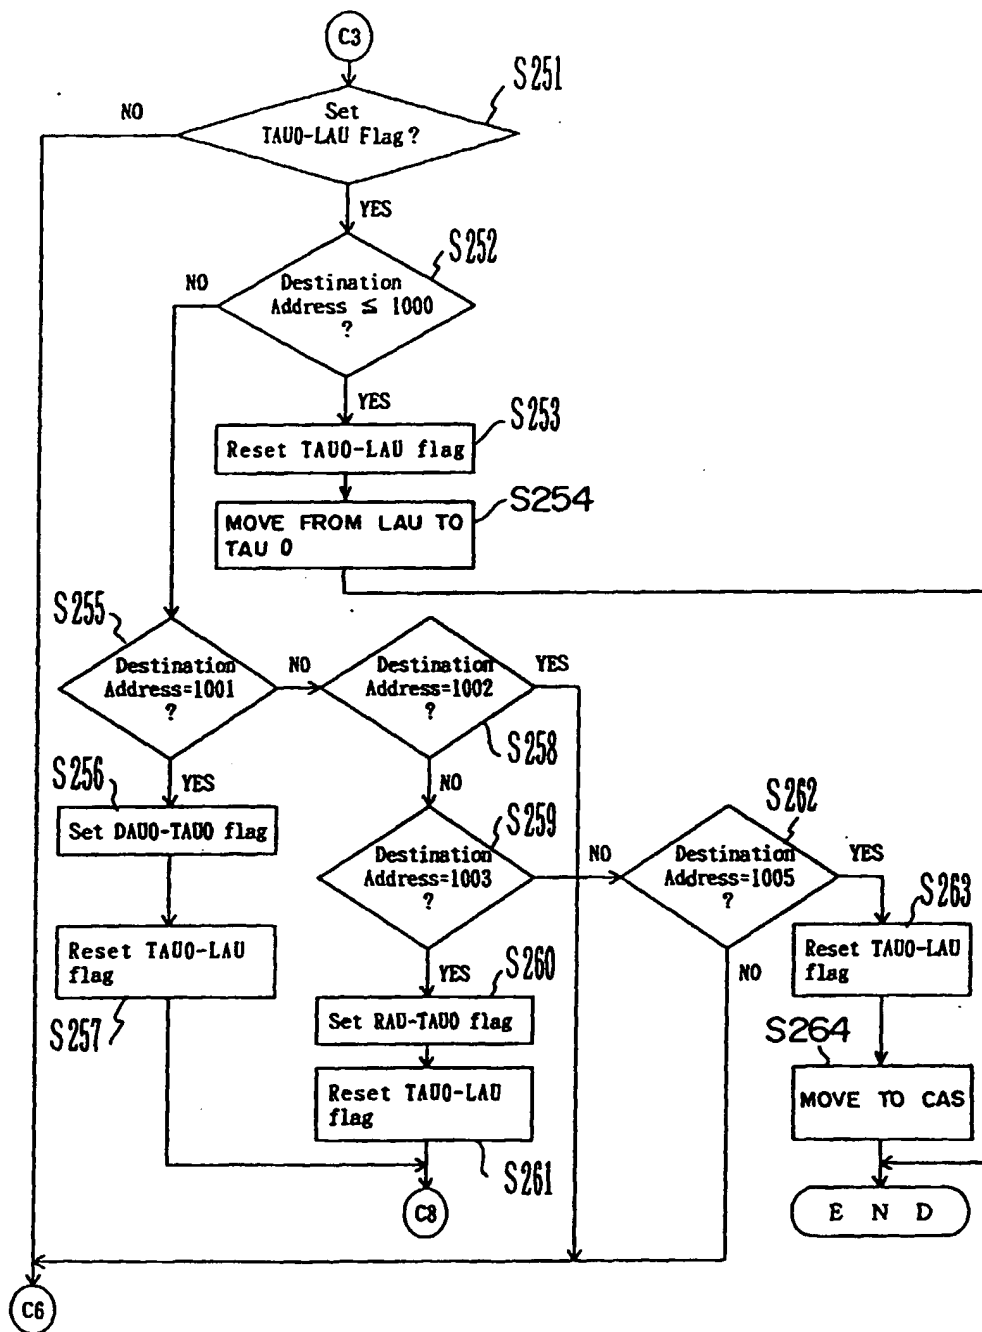 C3
S251
NO
Set
TAU0-LAU Flag?
YES
S252
NO
Destination
Address ≦ 1000
?
YES
S253
Reset TAU0-LAU flag
S254
MOVE FROM LAU TO
TAU 0
S255
Destination
Address=1001
?
NO
Destination
Address=1002
?
YES
S258
S256
YES
Set DAU0-TAU0 flag
NO
S259
Destination
Address=1003
?
NO
S262
Destination
Address=1005
?
YES
S263
Reset TAU0-LAU
flag
S257
YES
S260
Set RAU-TAU0 flag
Reset TAU0-LAU
flag
S261
NO
Reset TAU0-LAU
flag
S264
MOVE TO CAS
C8
E N D
C6